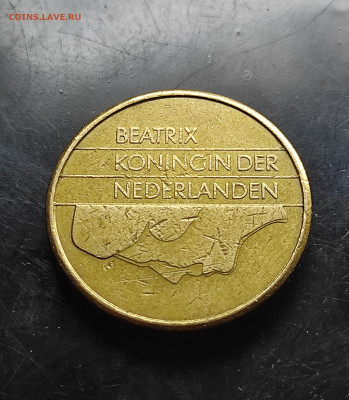 COINS.LAVE.RU
BEATRIX
KONINGIN DER
NEDERLANDEN